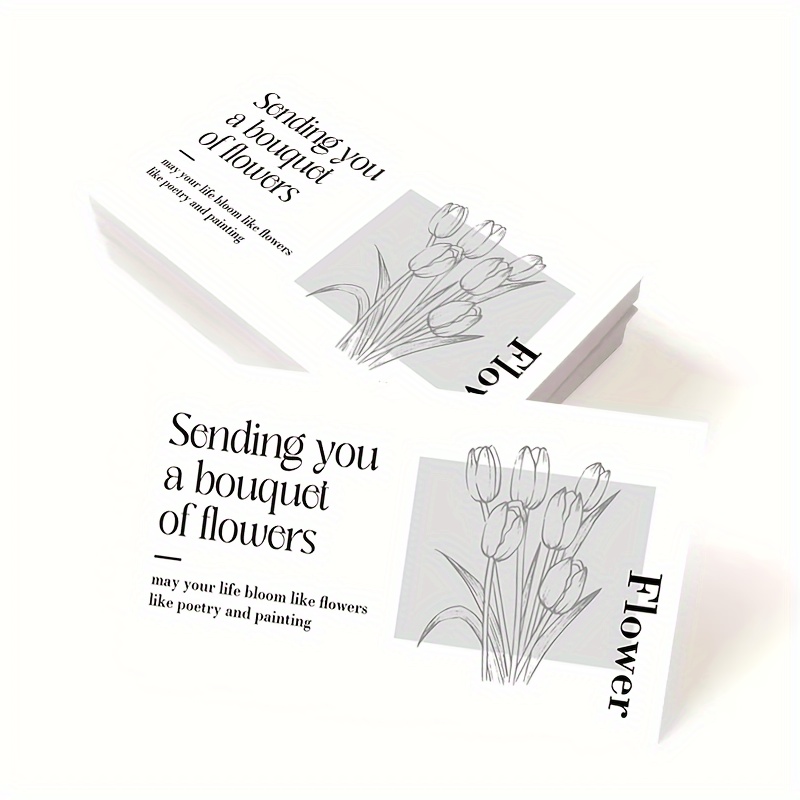 Sending you
a bouquet
of flowers
may your life bloom like flowers
like poetry and painting
Flow
Sending you
a bouquet
of flowers
may your life bloom like flowers
like poetry and painting
Flower